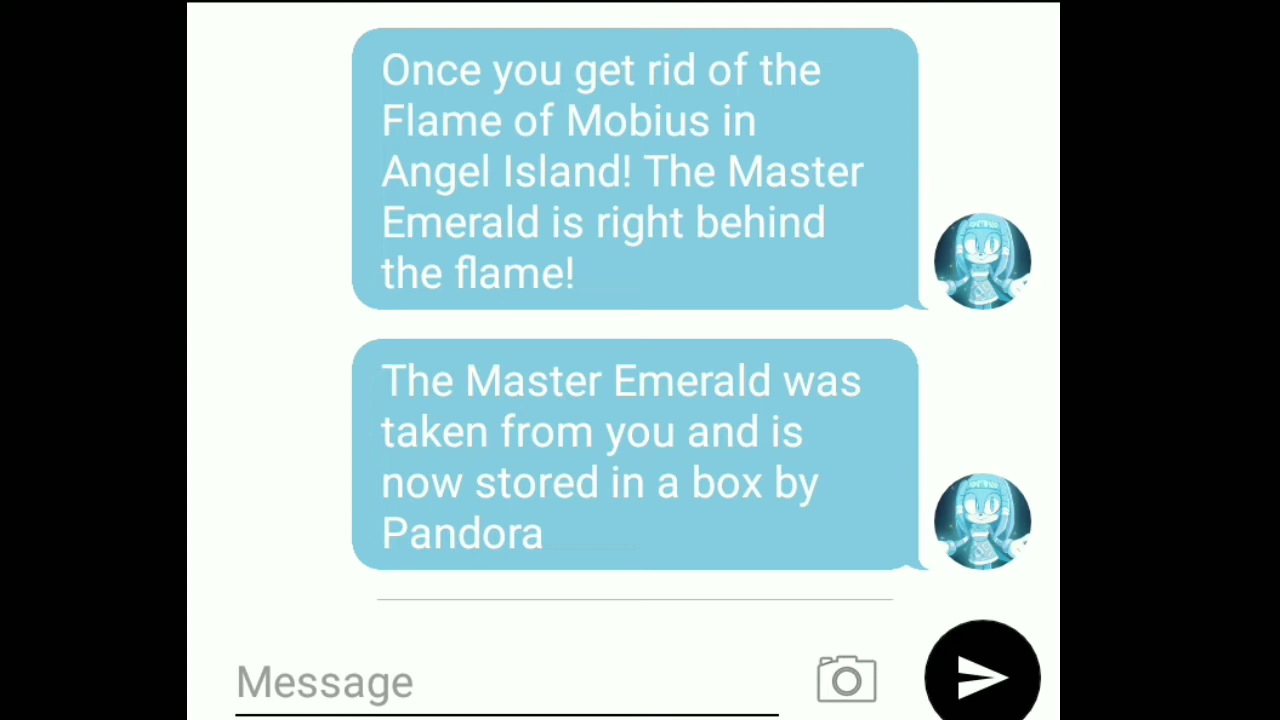 Once you get rid of the
Flame of Mobius in
Angel Island! The Master
Emerald is right behind
the flame!
The Master Emerald was
taken from you and is
now stored in a box by
Pandora
Message